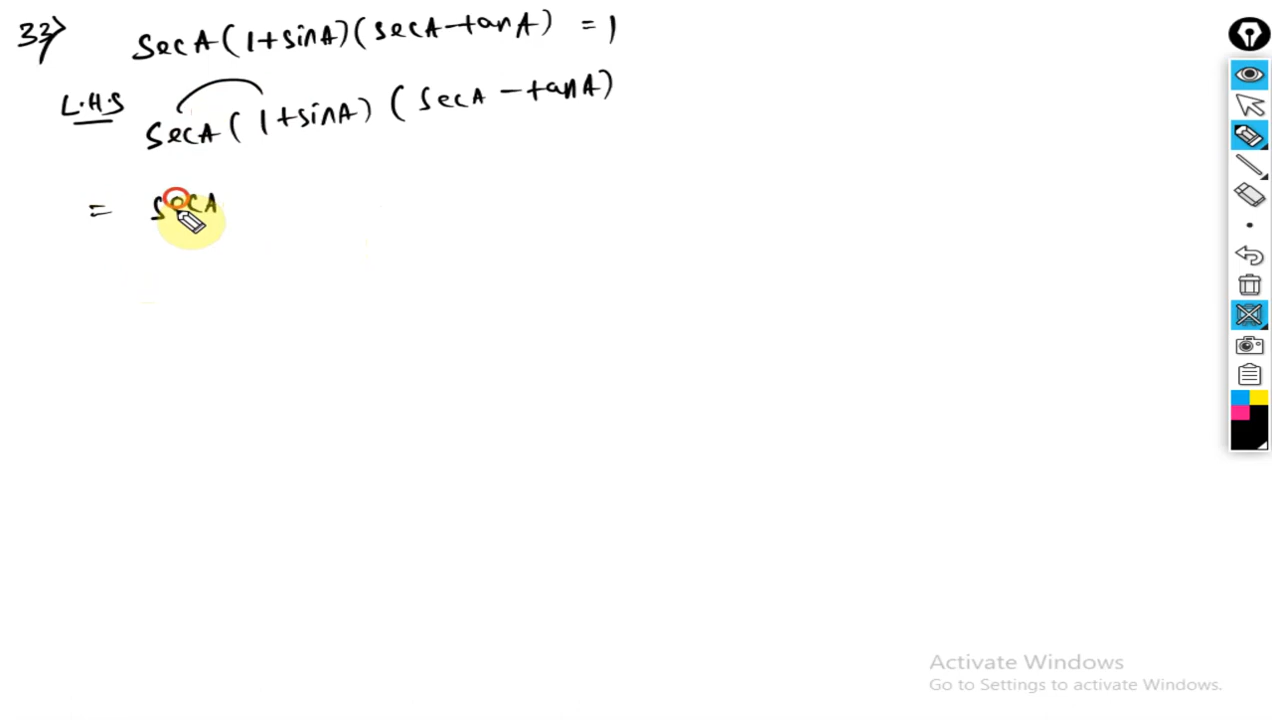 33) SecA(1+sinA)(secA-tanA) = 1
L.H.S SecA(1+sinA)(SecA-tanA)
= secA
Activate Windows
Go to Settings to activate Windows.